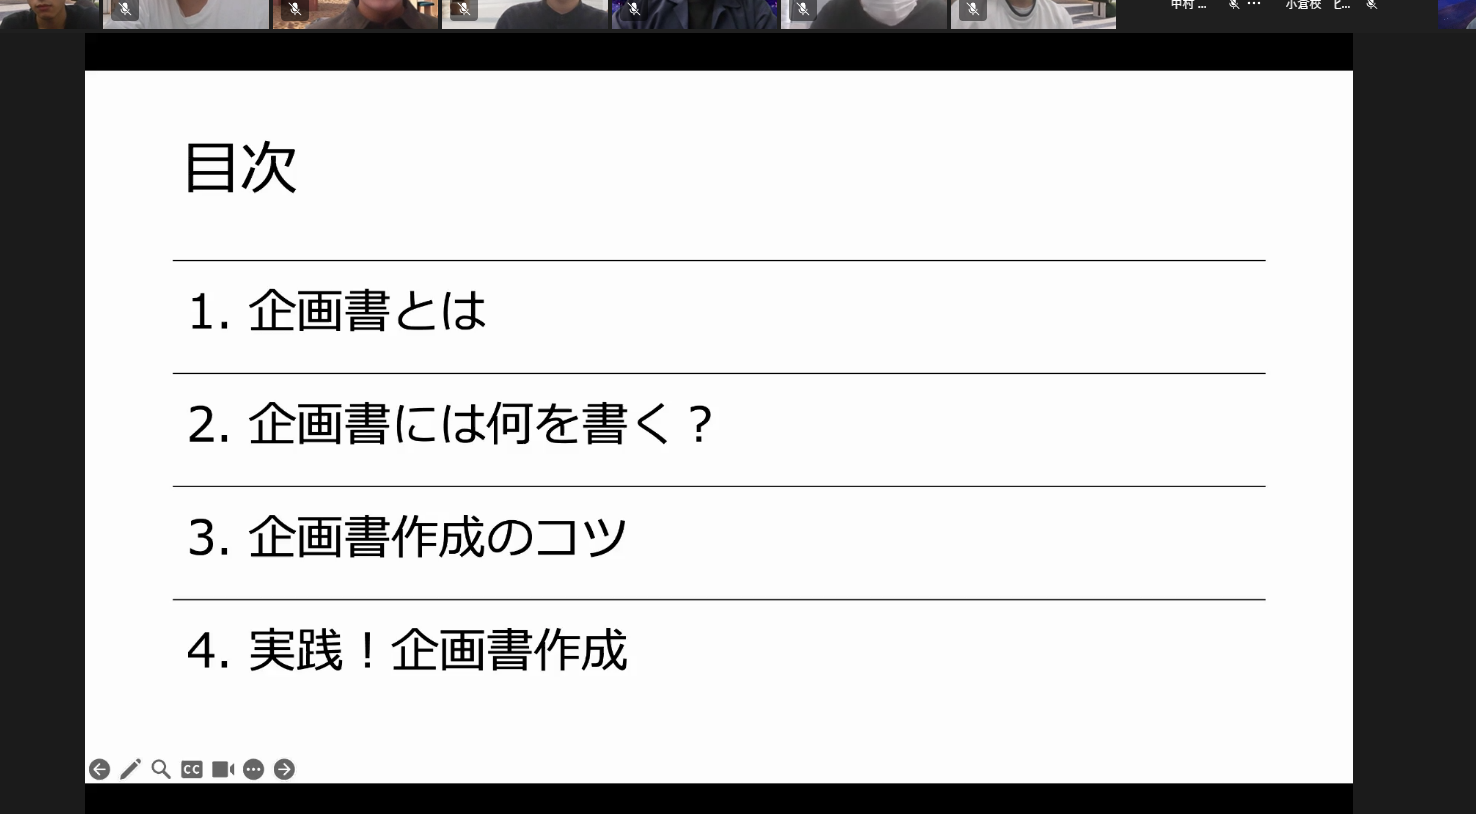 中村 ...
小倉校 ビ...
目次
1. 企画書とは
2. 企画書には何を書く？
3. 企画書作成のコツ
4. 実践！企画書作成
CC